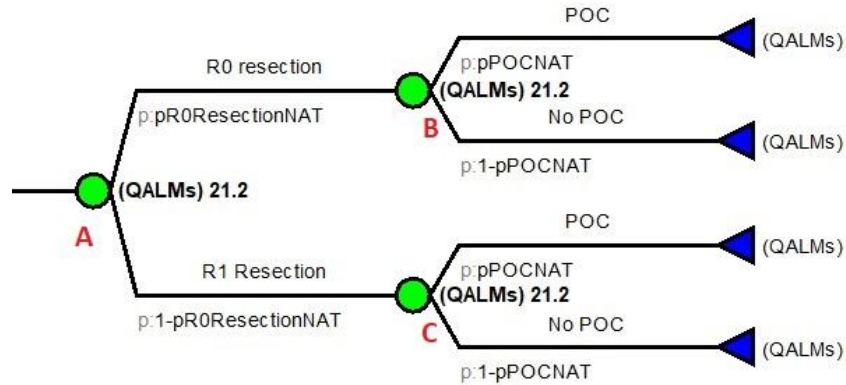 POC
(QALMs)
p:pPOCNAT
R0 resection
(QALMs) 21.2
p:pR0ResectionNAT
B
No POC
(QALMs)
p:1-pPOCNAT
(QALMs) 21.2
A
POC
(QALMs)
p:pPOCNAT
R1 Resection
(QALMs) 21.2
p:1-pR0ResectionNAT
C
No POC
(QALMs)
p:1-pPOCNAT